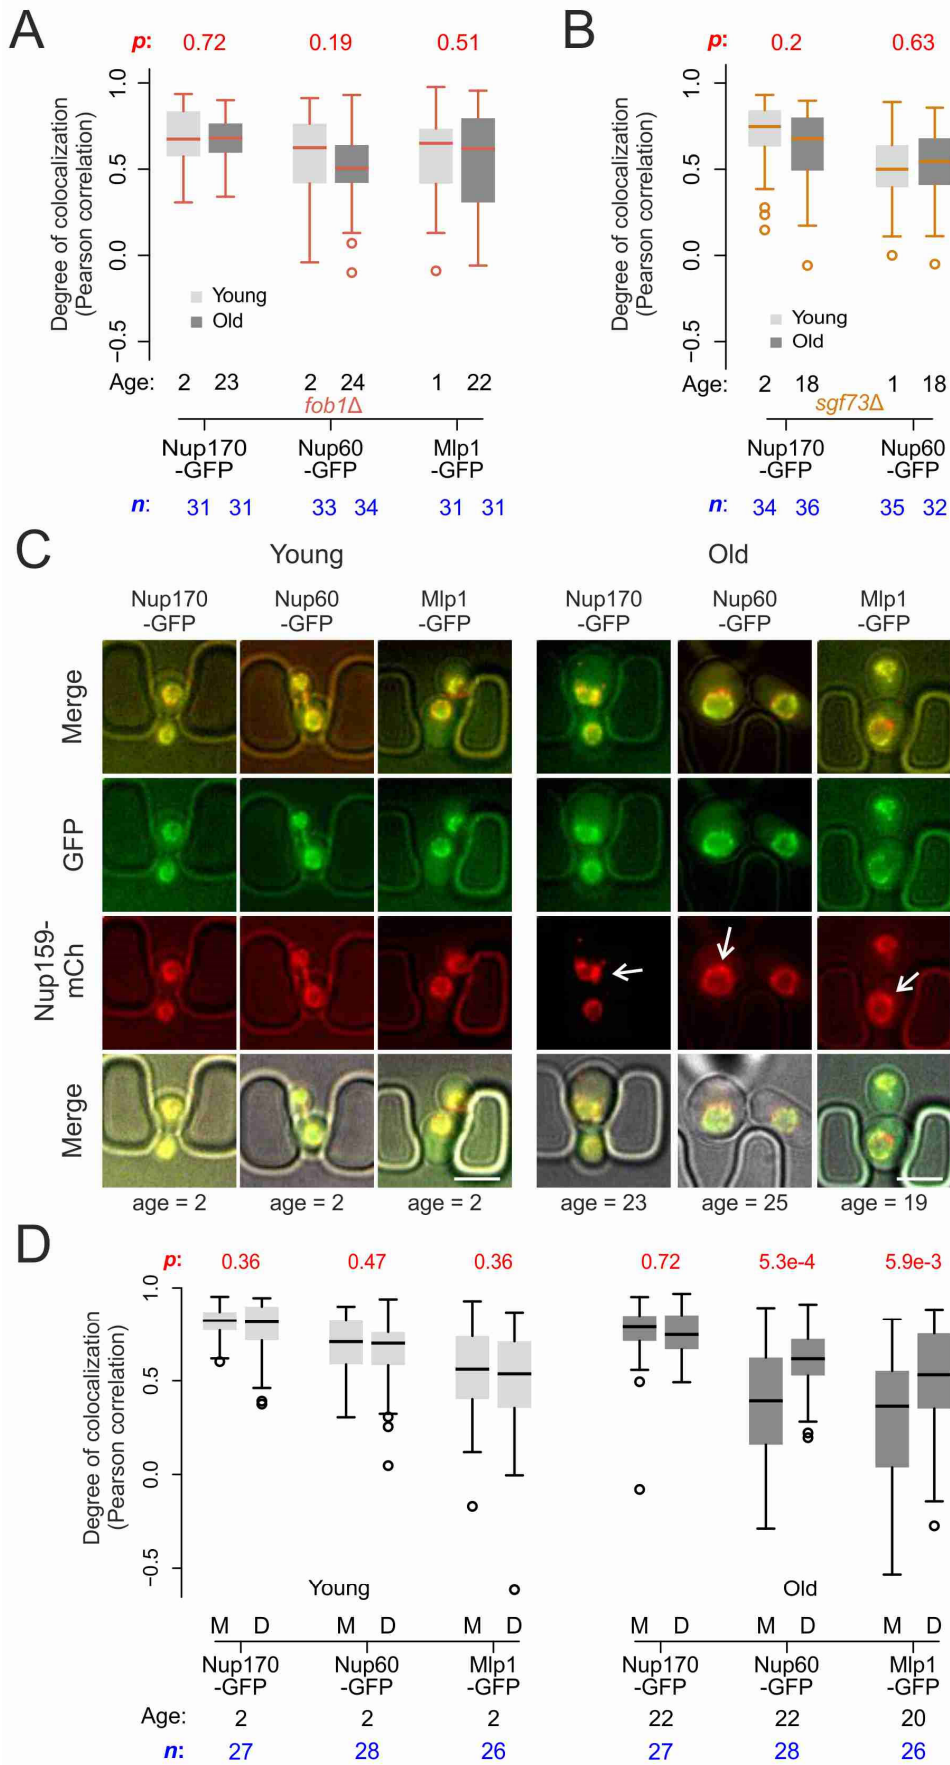 A
p: 0.72 0.19 0.51
Degree of colocalization
(Pearson correlation)
1.0
0.5
0.0
−0.5
Young
Old
Age: 2 23 2 24 1 22
fob1Δ
Nup170 Nup60 Mlp1
-GFP -GFP -GFP
n: 31 31 33 34 31 31
B
p: 0.2 0.63
Degree of colocalization
(Pearson correlation)
1.0
0.5
0.0
−0.5
Young
Old
Age: 2 18 1 18
sgf73Δ
Nup170 Nup60
-GFP -GFP
n: 34 36 35 32
C
Young Old
Nup170 Nup60 Mlp1 Nup170 Nup60 Mlp1
-GFP -GFP -GFP -GFP -GFP -GFP
Merge
GFP
Nup159-
mCh
Merge
age = 2 age = 2 age = 2 age = 23 age = 25 age = 19
D
p: 0.36 0.47 0.36 0.72 5.3e-4 5.9e-3
Degree of colocalization
(Pearson correlation)
1.0
0.5
0.0
−0.5
Young Old
M D M D M D M D M D M D
Nup170 Nup60 Mlp1 Nup170 Nup60 Mlp1
-GFP -GFP -GFP -GFP -GFP -GFP
Age: 2 2 2 22 22 20
n: 27 28 26 27 28 26